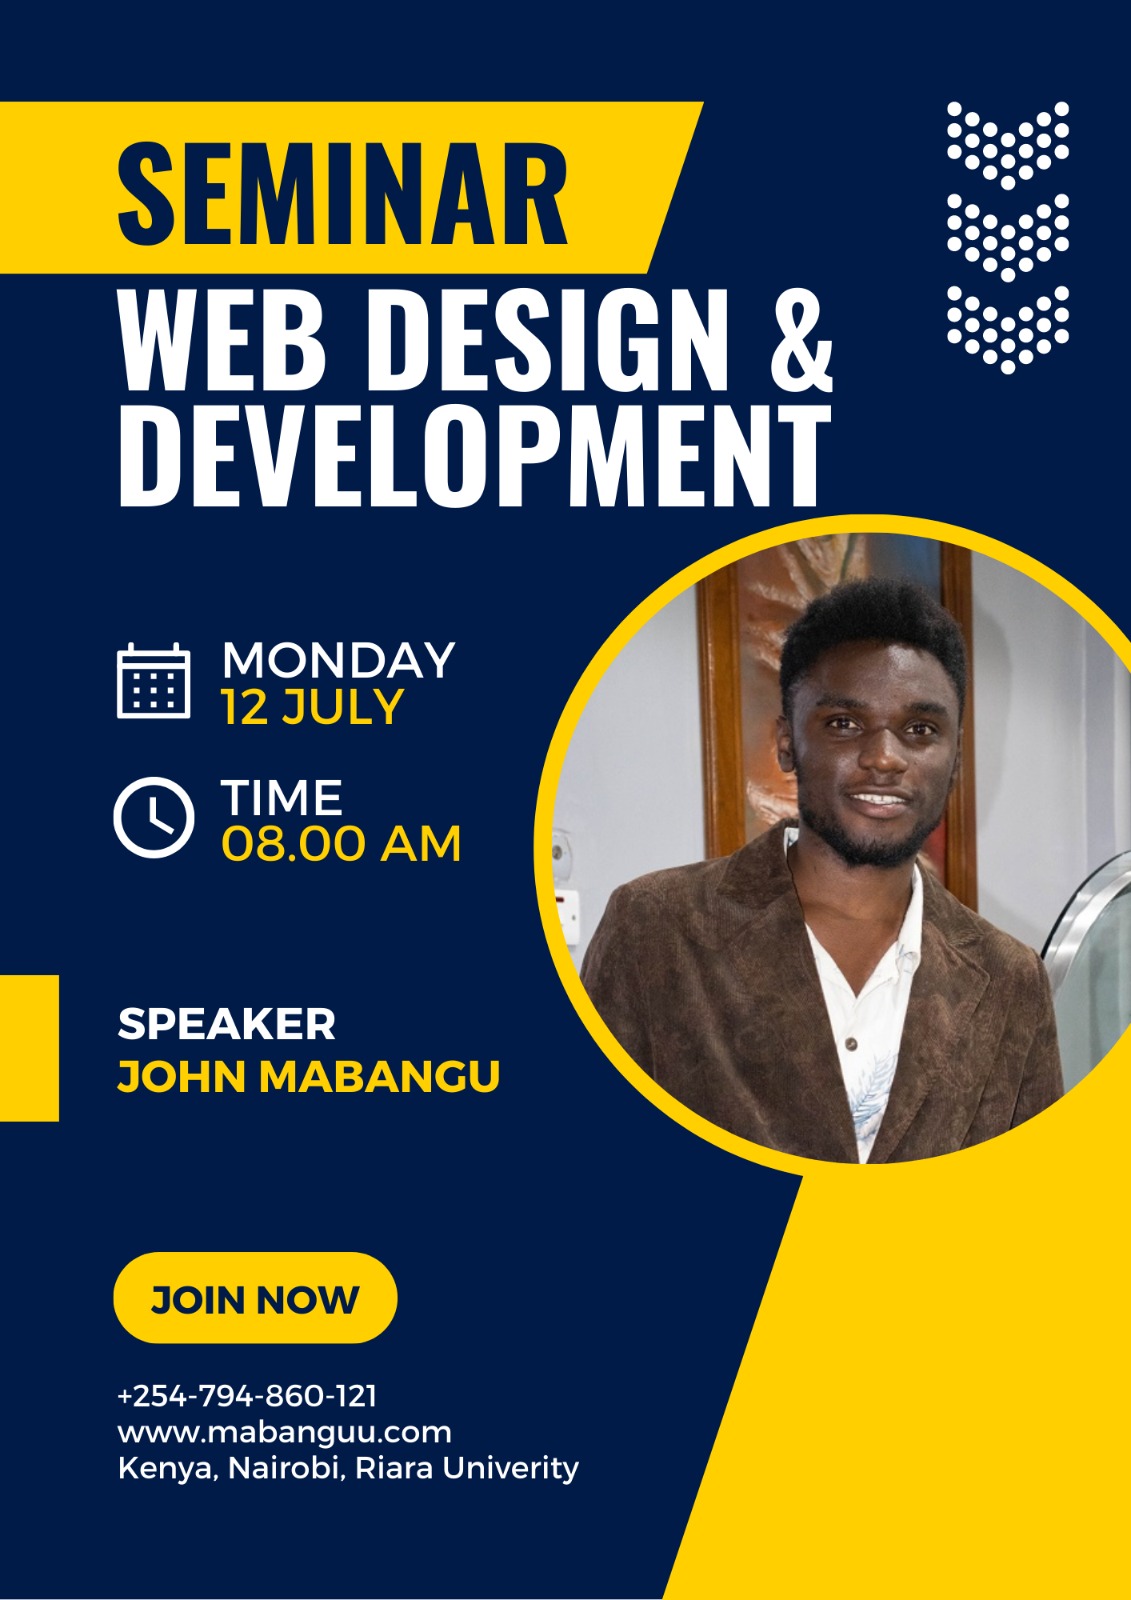 SEMINAR
WEB DESIGN &
DEVELOPMENT
MONDAY
12 JULY
TIME
08.00 AM
SPEAKER
JOHN MABANGU
JOIN NOW
+254-794-860-121
www.mabanguu.com
Kenya, Nairobi, Riara Univerity